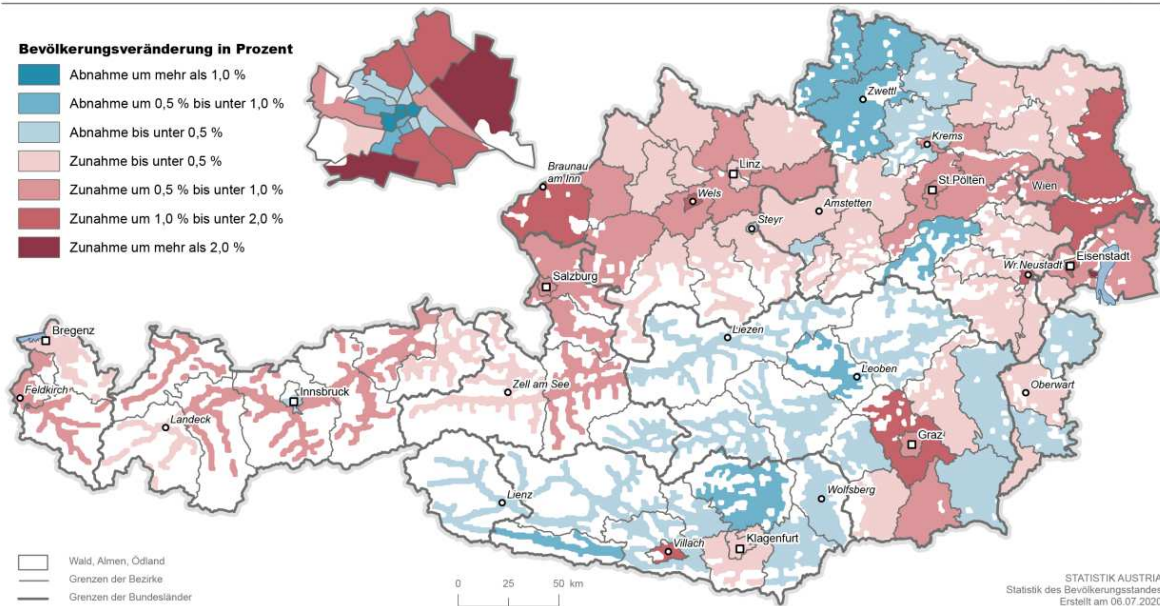 Bevölkerungsveränderung in Prozent
Abnahme um mehr als 1,0 %
Abnahme um 0,5 % bis unter 1,0 %
Abnahme bis unter 0,5 %
Zunahme bis unter 0,5 %
Zunahme um 0,5 % bis unter 1,0 %
Zunahme um 1,0 % bis unter 2,0 %
Zunahme um mehr als 2,0 %
Zwettl
Krems
Braunau
am Inn
Linz
Wels
St.Pölten
Wien
Amstetten
Steyr
Eisenstadt
Wr.Neustadt
Salzburg
Bregenz
Liezen
Leoben
Oberwart
Feldkirch
Innsbruck
Zell am See
Landeck
Graz
Lienz
Wolfsberg
Villach
Klagenfurt
Wald, Almen, Ödland
Grenzen der Bezirke
Grenzen der Bundesländer
0 25 50 km
STATISTIK AUSTRIA
Statistik des Bevölkerungsstandes
Erstellt am 06.07.2020